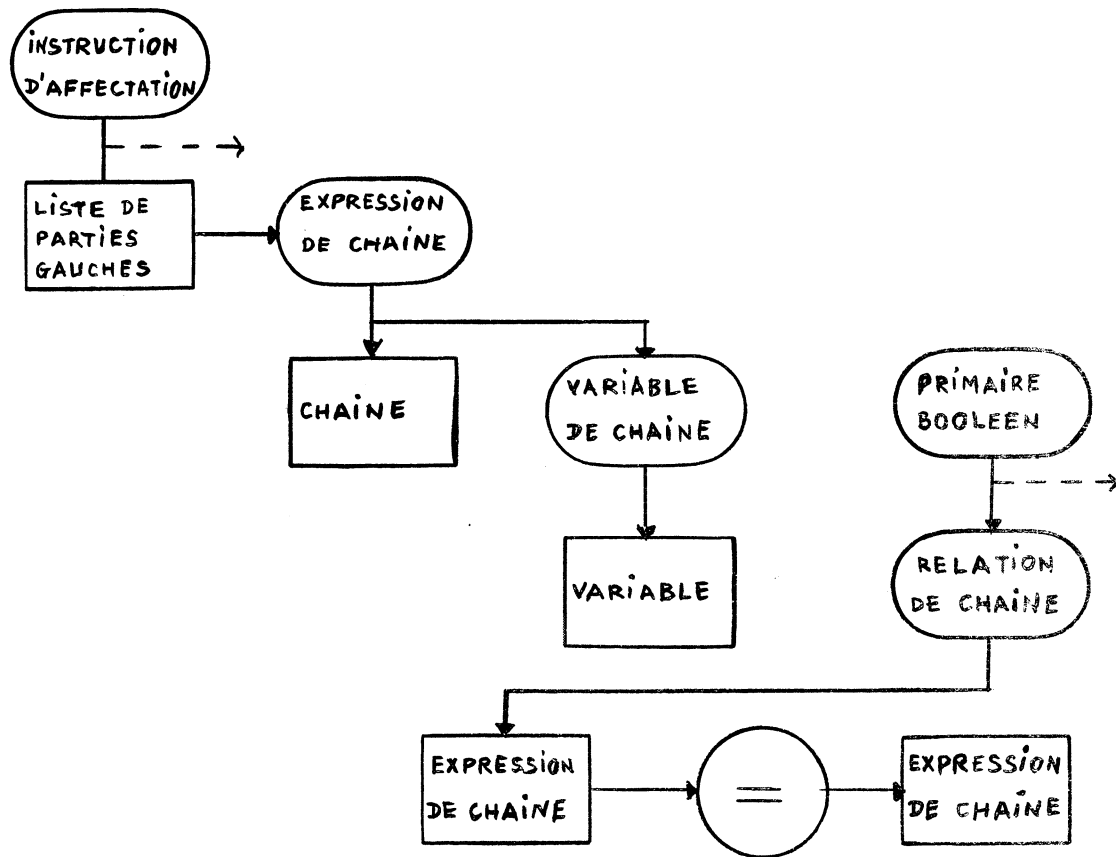 INSTRUCTION
D'AFFECTATION
LISTE DE
PARTIES
GAUCHES
EXPRESSION
DE CHAINE
CHAINE
VARIABLE
DE CHAINE
VARIABLE
PRIMAIRE
BOOLEEN
RELATION
DE CHAINE
EXPRESSION
DE CHAINE
=
EXPRESSION
DE CHAINE